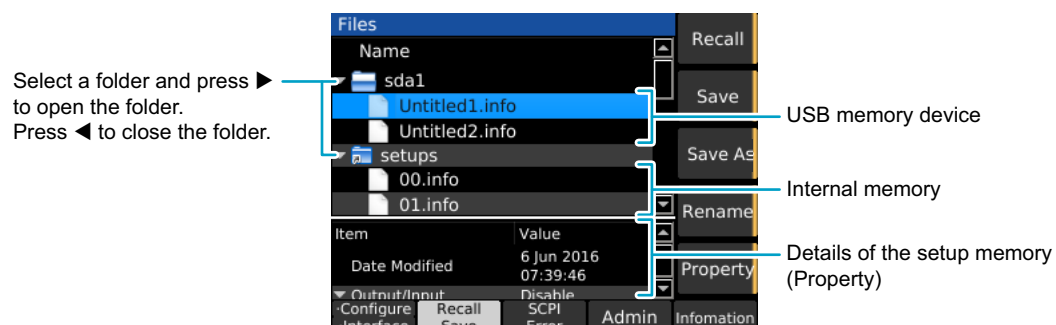 Select a folder and press ▶
to open the folder.
Press ◀ to close the folder.
Files
Name
sda1
Untitled1.info
Untitled2.info
setups
00.info
01.info
Item Value
Date Modified 6 Jun 2016
07:39:46
Output/Input Disable
Configure
Interface
Recall
Save
SCPI
Error
Admin
Infomation
Recall
Save
Save As
Rename
Property
USB memory device
Internal memory
Details of the setup memory
(Property)